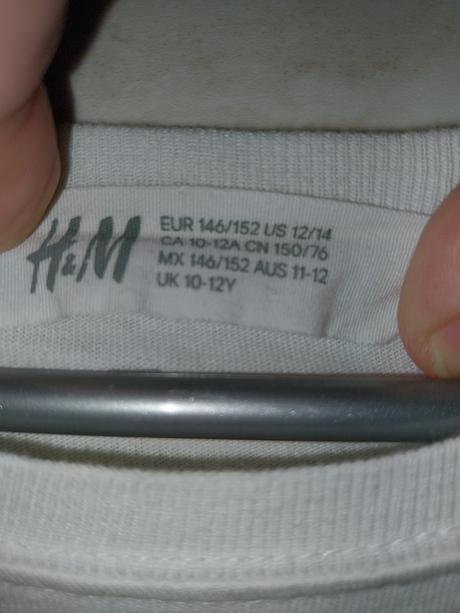 H&M
EUR 146/152 US 12/14
CA 10-12A CN 150/76
MX 146/152 AUS 11-12
UK 10-12Y